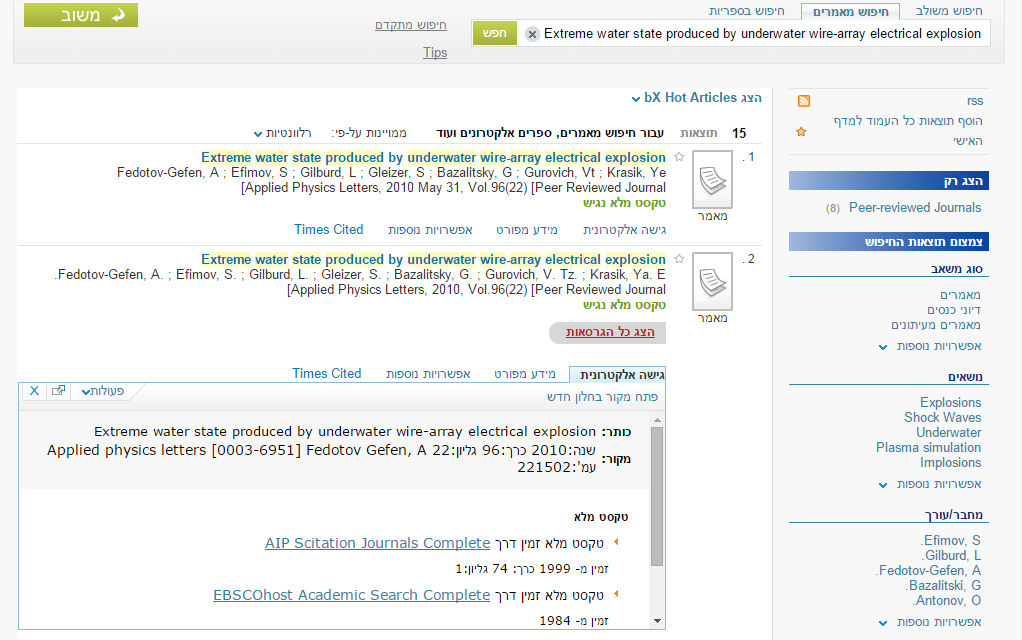 חיפוש משולב
חיפוש מאמרים
חיפוש בספריות
משוב
Extreme water state produced by underwater wire-array electrical explosion
חפש
חיפוש מתקדם
Tips
rss
הוסף תוצאות כל העמוד למדף
האישי
הצג רק
Peer-reviewed Journals (8)
צמצום תוצאות החיפוש
סוג משאב
מאמרים
דיוני כנסים
מאמרים מעיתונים
אפשרויות נוספות
נושאים
Explosions
Shock Waves
Underwater
Plasma simulation
Implosions
אפשרויות נוספות
מחבר/עורך
.Efimov, S
.Gilburd, L
.Fedotov-Gefen, A
.Bazalitski, G
.Antonov, O
אפשרויות נוספות
הצג bX Hot Articles
15 תוצאות עבור חיפוש מאמרים, ספרים אלקטרונים ועוד ממויינות על-פי: רלוונטיות
1 .
Extreme water state produced by underwater wire-array electrical explosion
Fedotov-Gefen, A ; Efimov, S ; Gilburd, L ; Gleizer, S ; Bazalitsky, G ; Gurovich, Vt ; Krasik, Ye
[Applied Physics Letters, 2010 May 31, Vol.96(22) [Peer Reviewed Journal
טקסט מלא נגיש
מאמר
גישה אלקטרונית
מידע מפורט
אפשרויות נוספות
Times Cited
2 .
Extreme water state produced by underwater wire-array electrical explosion
.Fedotov-Gefen, A. ; Efimov, S. ; Gilburd, L. ; Gleizer, S. ; Bazalitsky, G. ; Gurovich, V. Tz. ; Krasik, Ya. E
[Applied Physics Letters, 2010, Vol.96(22) [Peer Reviewed Journal
טקסט מלא נגיש
מאמר
הצג כל הגרסאות
גישה אלקטרונית
מידע מפורט
אפשרויות נוספות
Times Cited
פעולות
X
פתח מקור בחלון חדש
כותר: Extreme water state produced by underwater wire-array electrical explosion
מקור: Applied physics letters [0003-6951] Fedotov Gefen, A שנה:2010 כרך:96 גליון:22
עמ':221502
טקסט מלא
טקסט מלא זמין דרך AIP Scitation Journals Complete
זמין מ- 1999 כרך: 74 גליון:1
טקסט מלא זמין דרך EBSCOhost Academic Search Complete
זמין מ- 1984